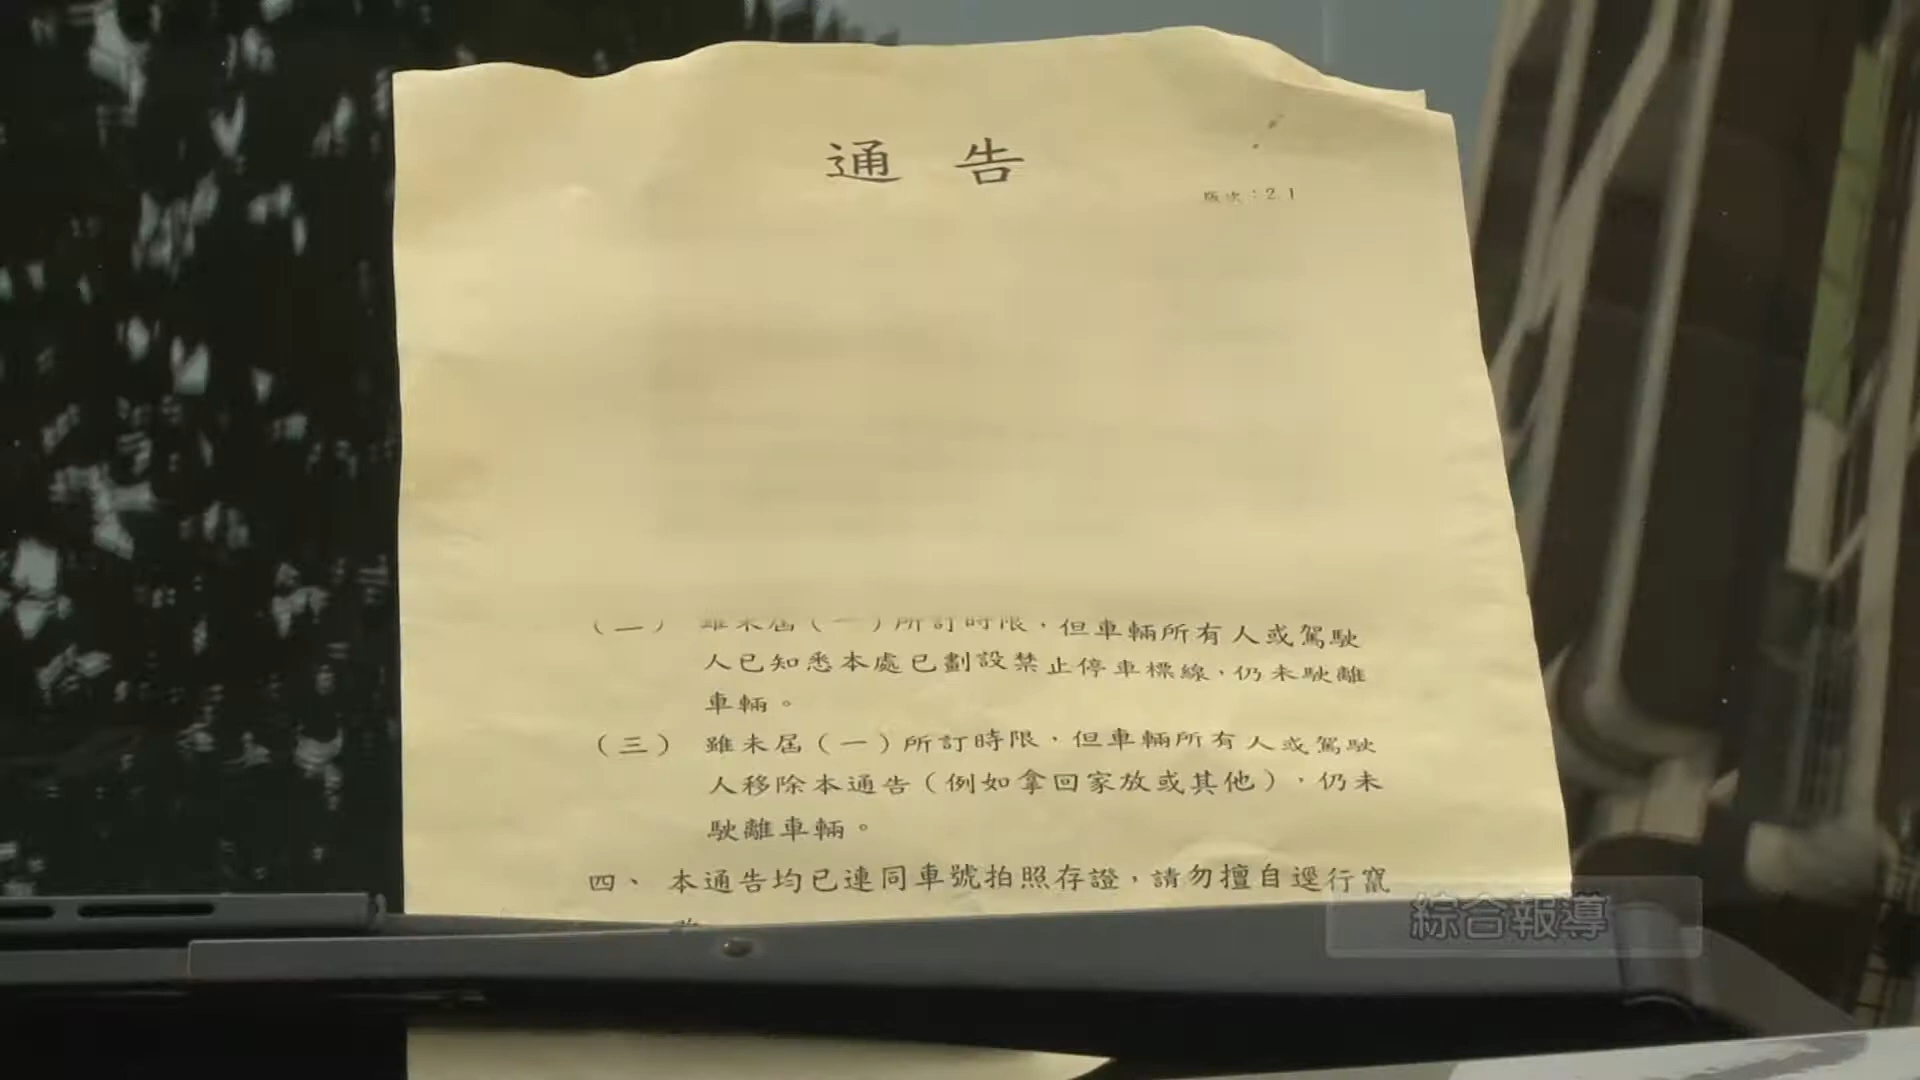 通告
版次：2.1
雖未屆（一）所訂時限，但車輛所有人或駕駛
人已知悉本處已劃設禁止停車標線，仍未駛離
車輛。
（三） 雖未屆（一）所訂時限，但車輛所有人或駕駛
人移除本通告（例如拿回家放或其他），仍未
駛離車輛。
四、 本通告均已連同車號拍照存證，請勿擅自逕行竄
綜合報導